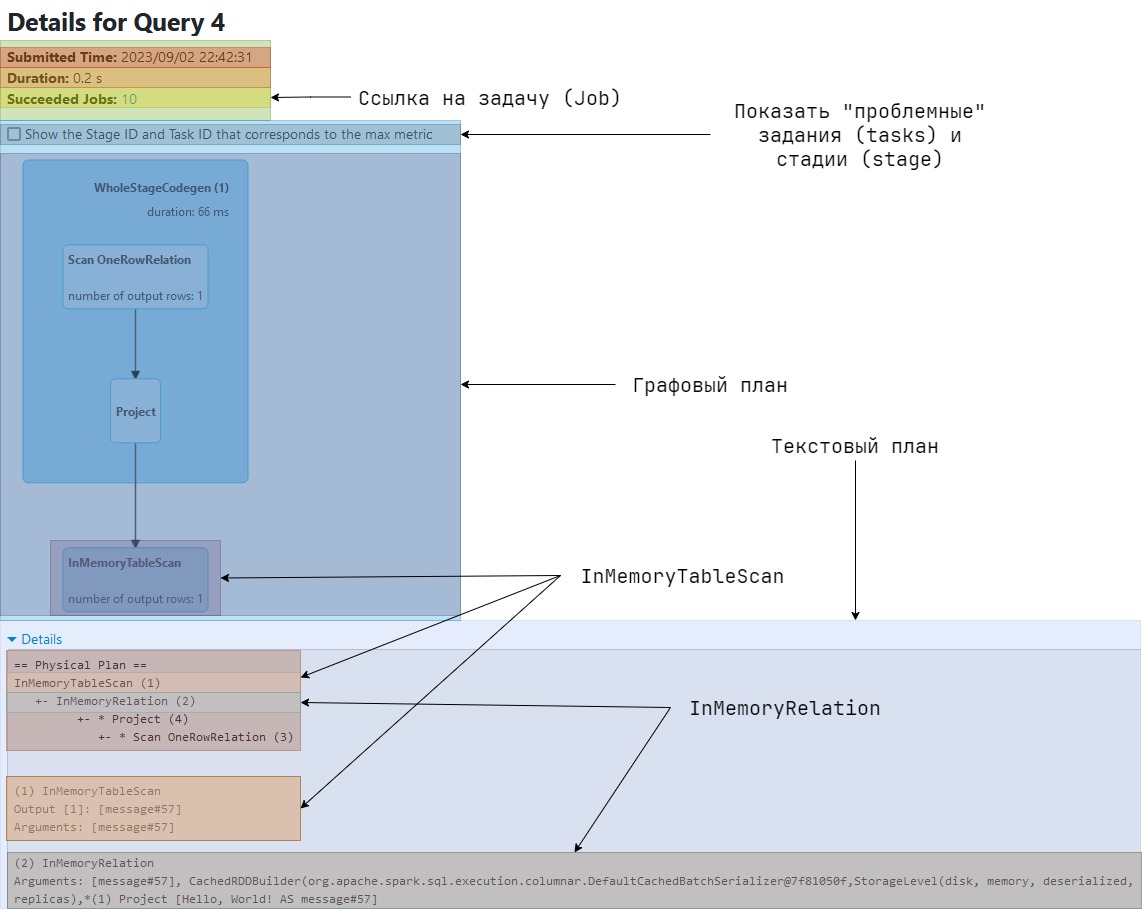 Details for Query 4
Submitted Time: 2023/09/02 22:42:31
Duration: 0.2 s
Succeeded Jobs: 10
Ссылка на задачу (Job)
Показать "проблемные"
задания (tasks) и
стадии (stage)
Show the Stage ID and Task ID that corresponds to the max metric
WholeStageCodegen (1)
duration: 66 ms
Scan OneRowRelation
number of output rows: 1
Project
Графовый план
Текстовый план
InMemoryTableScan
number of output rows: 1
InMemoryTableScan
Details
== Physical Plan ==
InMemoryTableScan (1)
+- InMemoryRelation (2)
+- * Project (4)
+- * Scan OneRowRelation (3)
InMemoryRelation
(1) InMemoryTableScan
Output [1]: [message#57]
Arguments: [message#57]
(2) InMemoryRelation
Arguments: [message#57], CachedRDDBuilder(org.apache.spark.sql.execution.columnar.DefaultCachedBatchSerializer@7f81050f,StorageLevel(disk, memory, deserialized,
replicas),*(1) Project [Hello, World! AS message#57]